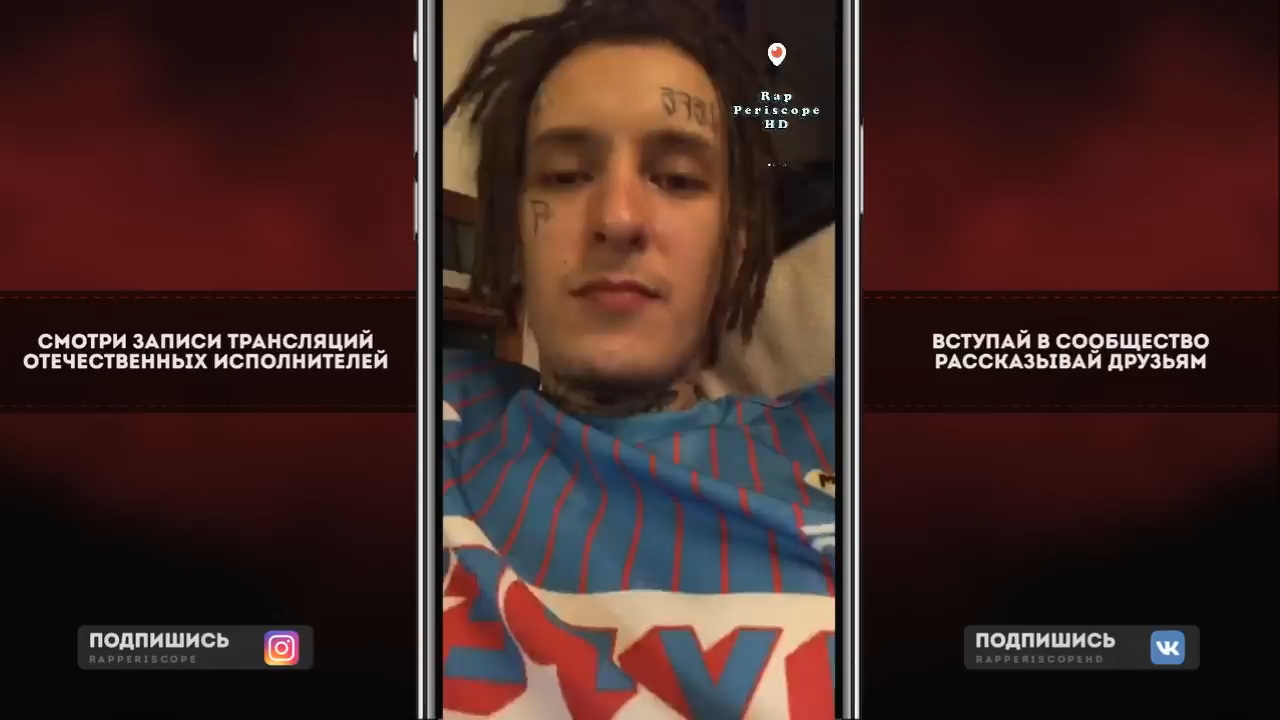 Rap
Periscope
HD
СМОТРИ ЗАПИСИ ТРАНСЛЯЦИЙ
ОТЕЧЕСТВЕННЫХ ИСПОЛНИТЕЛЕЙ
ВСТУПАЙ В СООБЩЕСТВО
РАССКАЗЫВАЙ ДРУЗЬЯМ
ПОДПИШИСЬ
RAPPERISCOPE
ПОДПИШИСЬ
RAPPERISCOPEHD